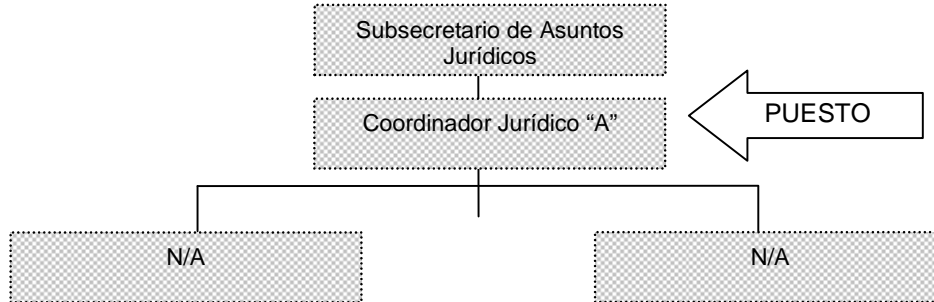 Subsecretario de Asuntos
Jurídicos
Coordinador Jurídico “A”
PUESTO
N/A
N/A